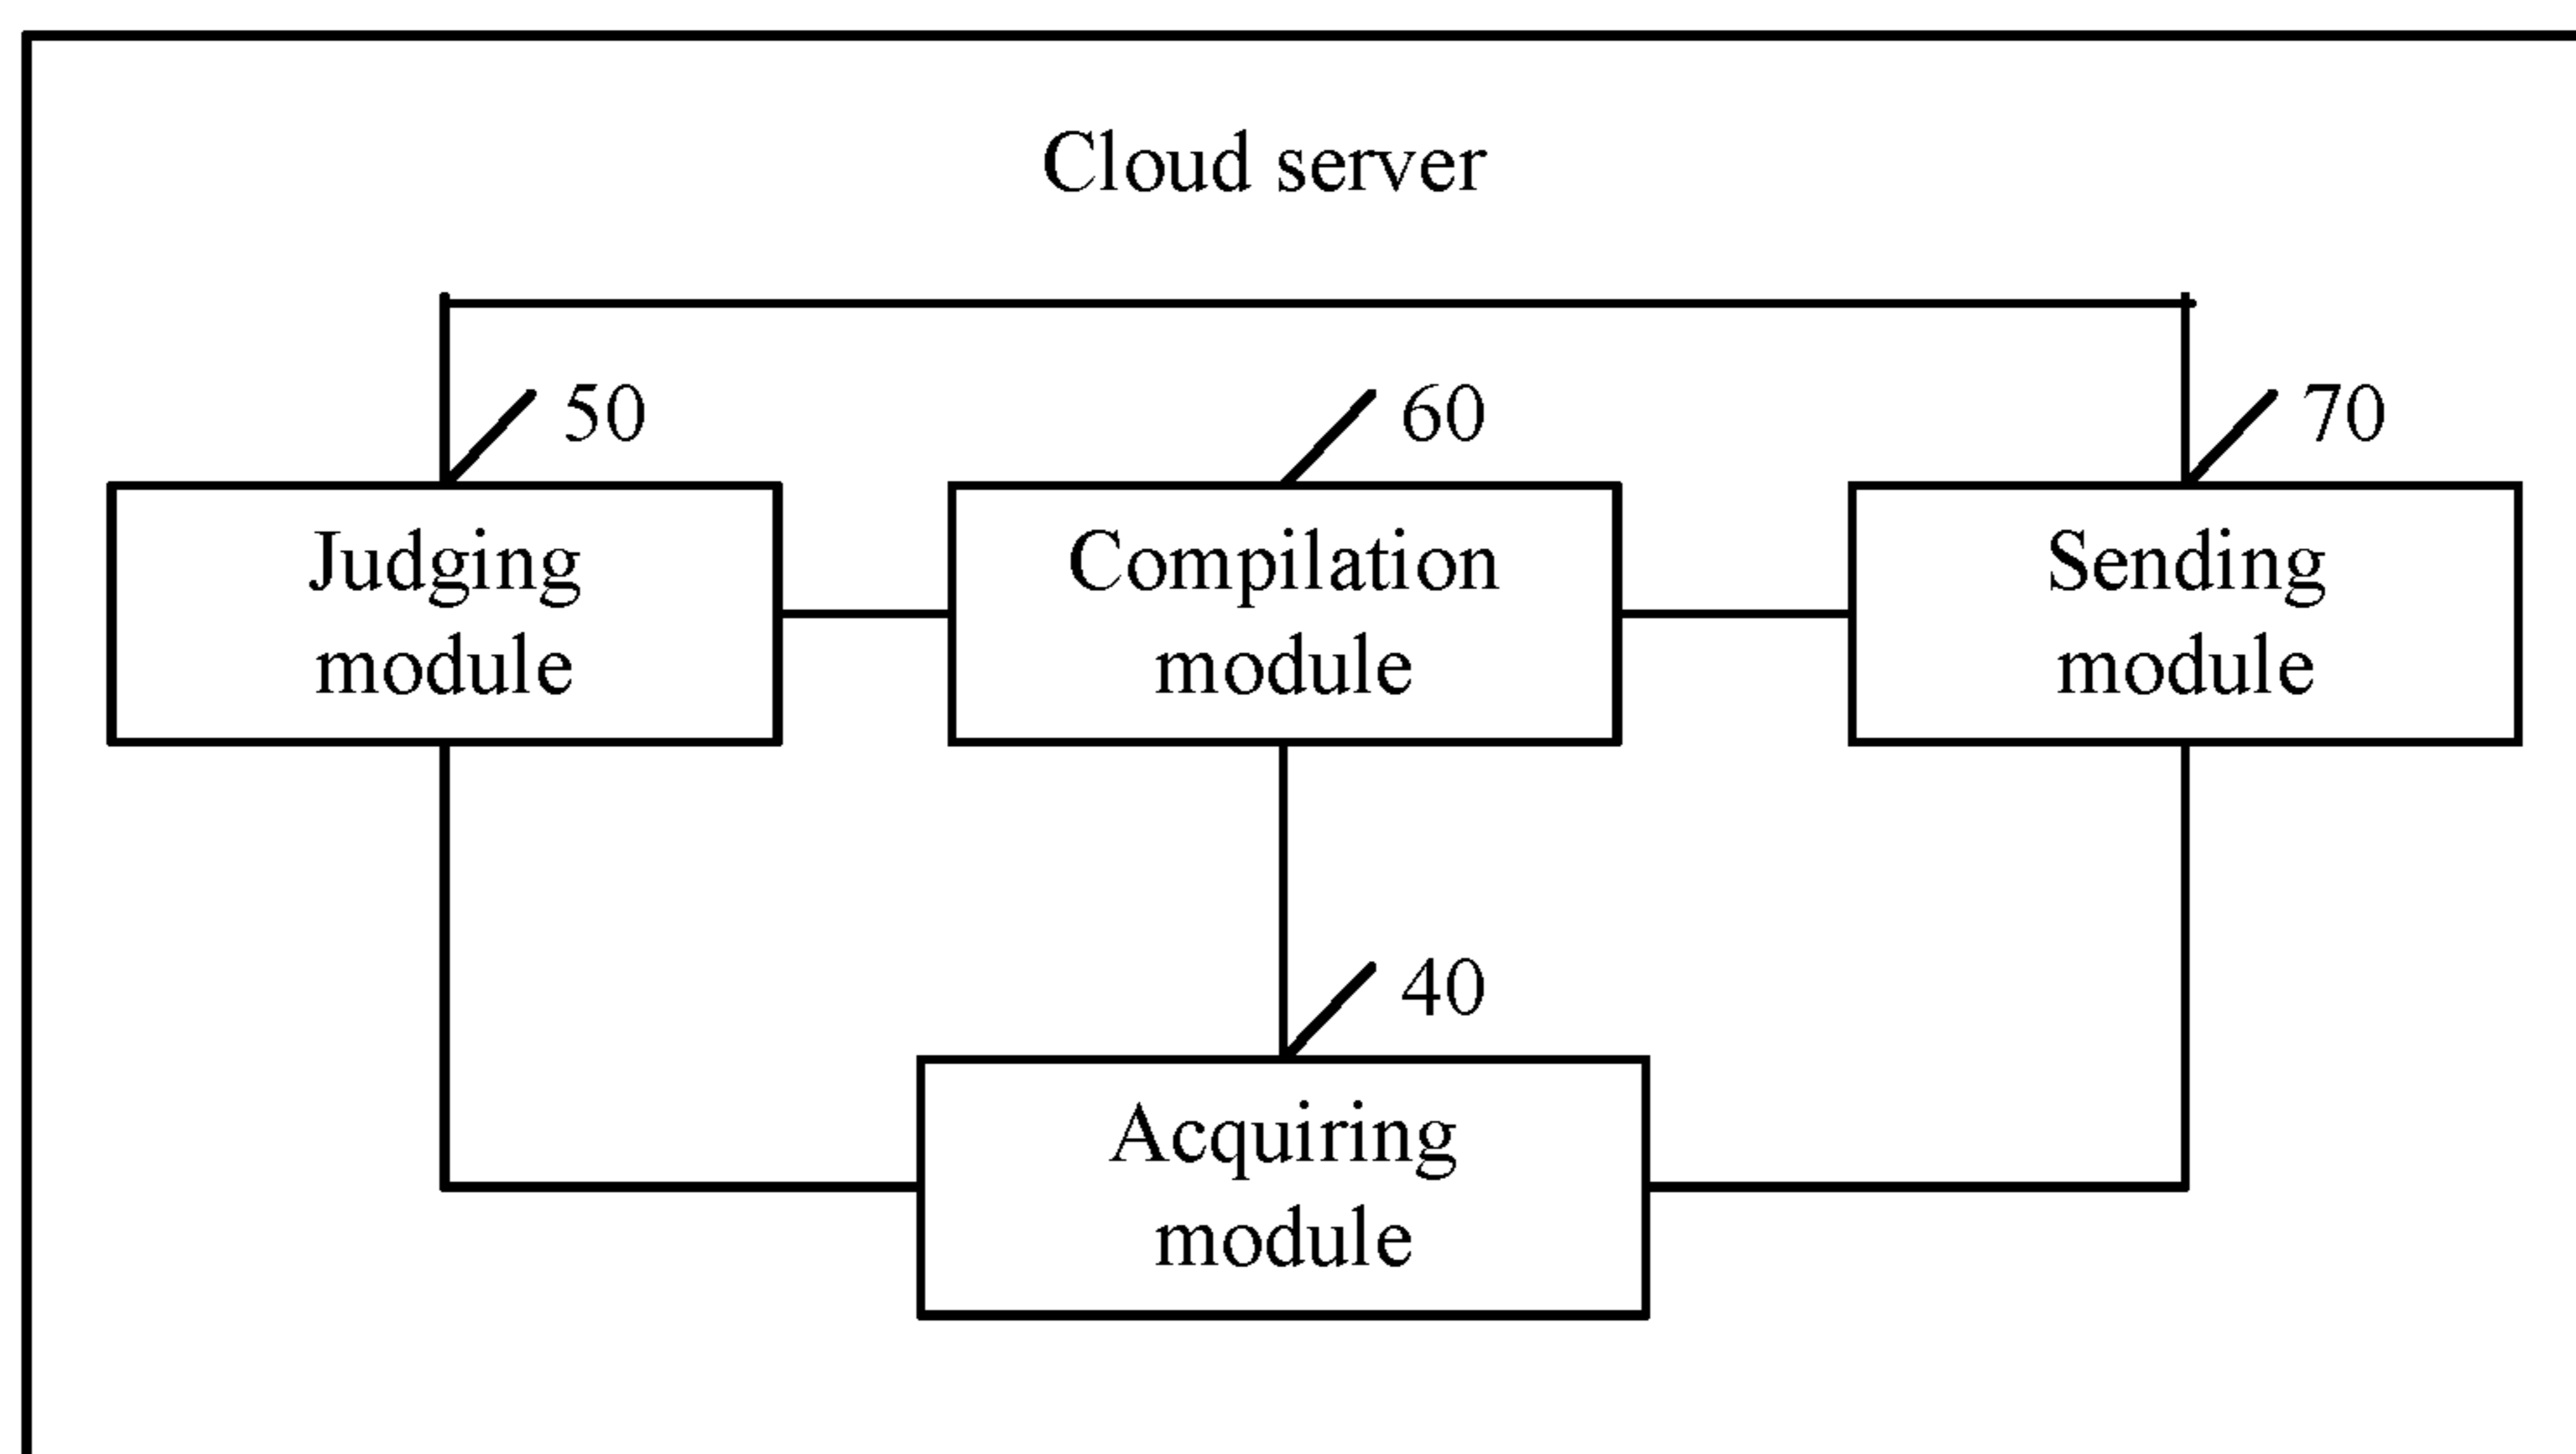 Cloud server
50
60
70
Judging
module
Compilation
module
Sending
module
40
Acquiring
module